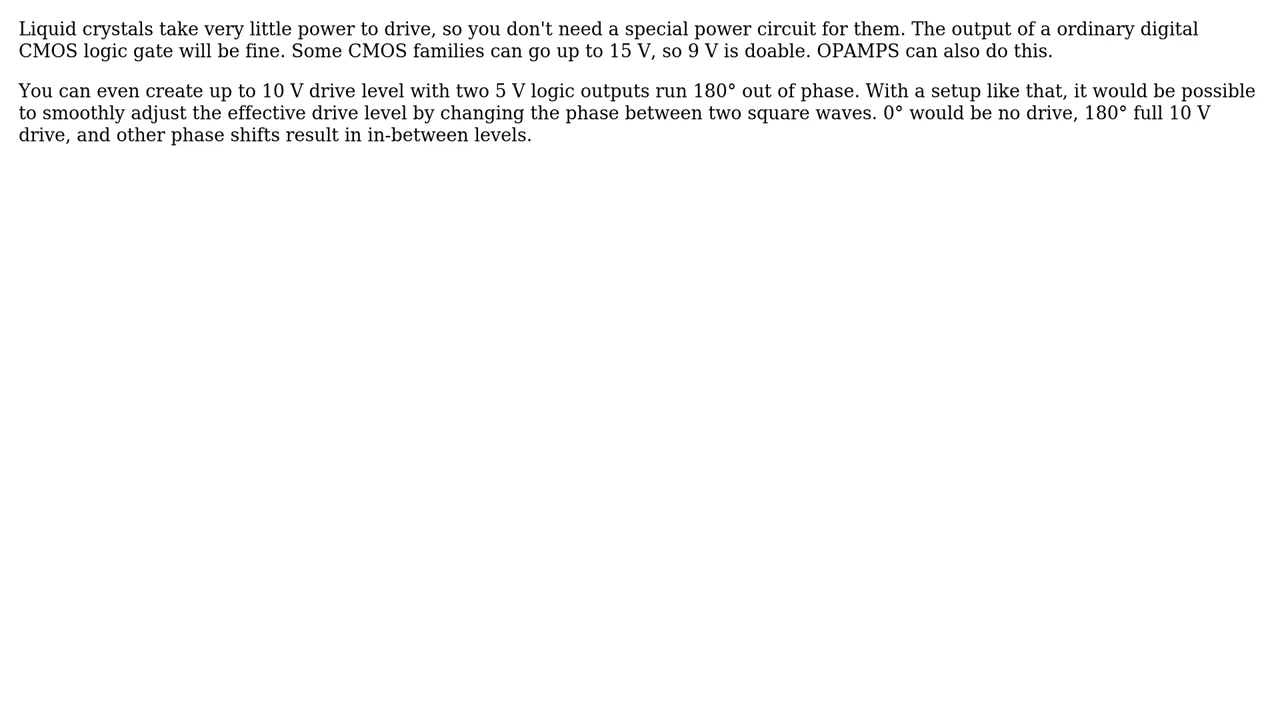 Liquid crystals take very little power to drive, so you don't need a special power circuit for them. The output of a ordinary digital
CMOS logic gate will be fine. Some CMOS families can go up to 15 V, so 9 V is doable. OPAMPS can also do this.
You can even create up to 10 V drive level with two 5 V logic outputs run 180° out of phase. With a setup like that, it would be possible
to smoothly adjust the effective drive level by changing the phase between two square waves. 0° would be no drive, 180° full 10 V
drive, and other phase shifts result in in-between levels.